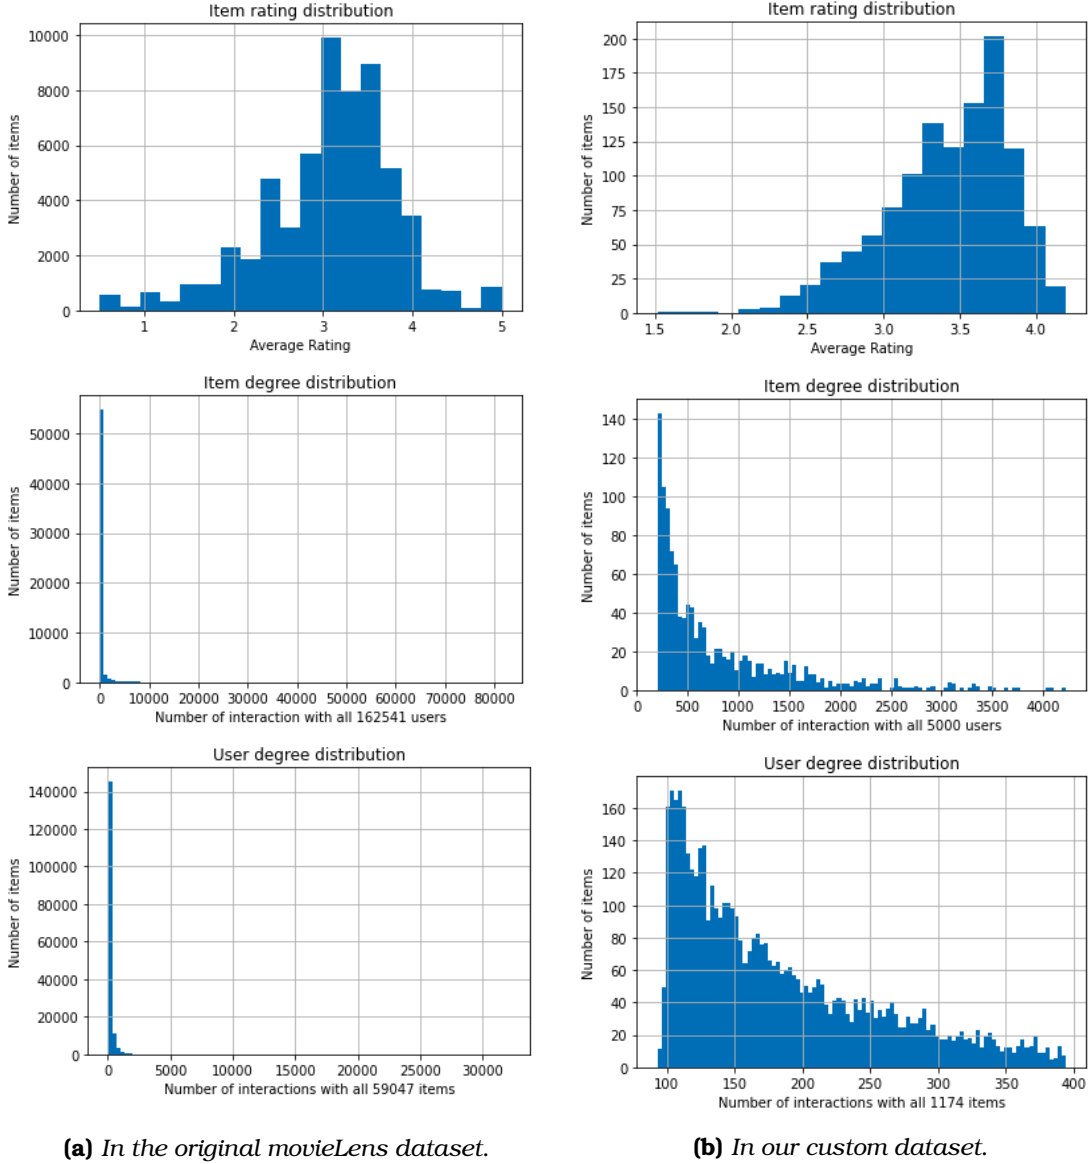 Item rating distribution
10000
8000
6000
4000
2000
0
Number of items
1 2 3 4 5
Average Rating
Item degree distribution
50000
40000
30000
20000
10000
0
Number of items
0 10000 20000 30000 40000 50000 60000 70000 80000
Number of interaction with all 162541 users
User degree distribution
140000
120000
100000
80000
60000
40000
20000
0
Number of items
0 5000 10000 15000 20000 25000 30000
Number of interactions with all 59047 items
(a) In the original movieLens dataset.
Item rating distribution
200
175
150
125
100
75
50
25
0
Number of items
1.5 2.0 2.5 3.0 3.5 4.0
Average Rating
Item degree distribution
140
120
100
80
60
40
20
0
Number of items
0 500 1000 1500 2000 2500 3000 3500 4000
Number of interaction with all 5000 users
User degree distribution
160
140
120
100
80
60
40
20
0
Number of items
100 150 200 250 300 350 400
Number of interactions with all 1174 items
(b) In our custom dataset.